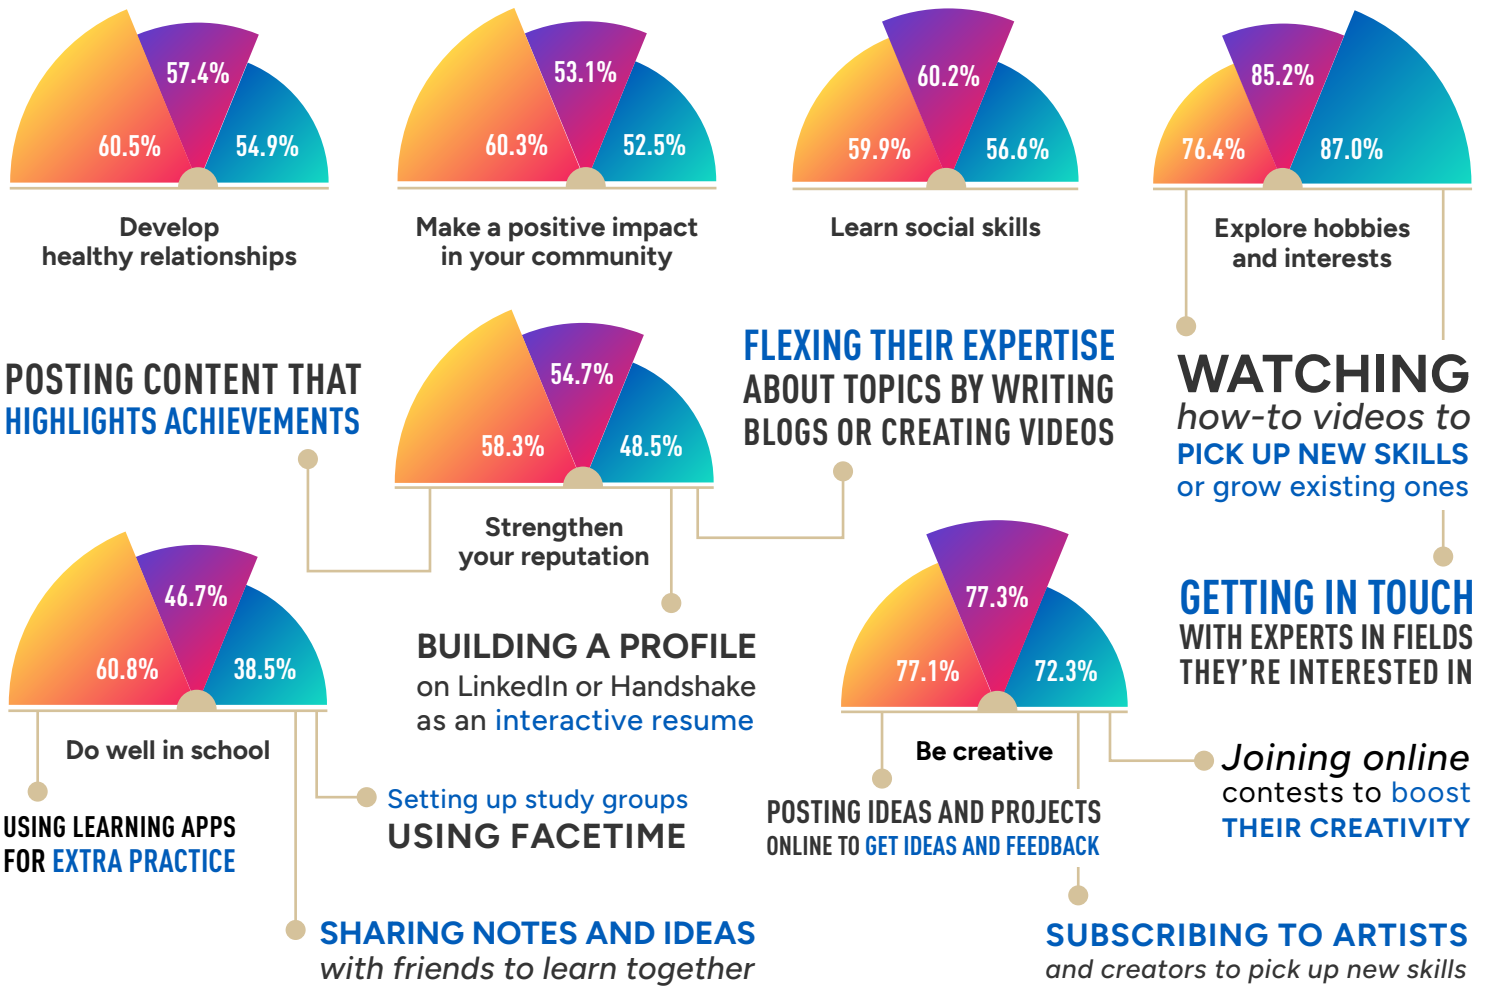 57.4%
60.5%
54.9%
Develop
healthy relationships
53.1%
60.3%
52.5%
Make a positive impact
in your community
60.2%
59.9%
56.6%
Learn social skills
85.2%
76.4%
87.0%
Explore hobbies
and interests
POSTING CONTENT THAT
HIGHLIGHTS ACHIEVEMENTS
54.7%
58.3%
48.5%
Strengthen
your reputation
FLEXING THEIR EXPERTISE
ABOUT TOPICS BY WRITING
BLOGS OR CREATING VIDEOS
WATCHING
how-to videos to
PICK UP NEW SKILLS
or grow existing ones
GETTING IN TOUCH
WITH EXPERTS IN FIELDS
THEY'RE INTERESTED IN
46.7%
60.8%
38.5%
Do well in school
BUILDING A PROFILE
on LinkedIn or Handshake
as an interactive resume
77.3%
77.1%
72.3%
Be creative
USING LEARNING APPS
FOR EXTRA PRACTICE
Setting up study groups
USING FACETIME
SHARING NOTES AND IDEAS
with friends to learn together
POSTING IDEAS AND PROJECTS
ONLINE TO GET IDEAS AND FEEDBACK
Joining online
contests to boost
THEIR CREATIVITY
SUBSCRIBING TO ARTISTS
and creators to pick up new skills